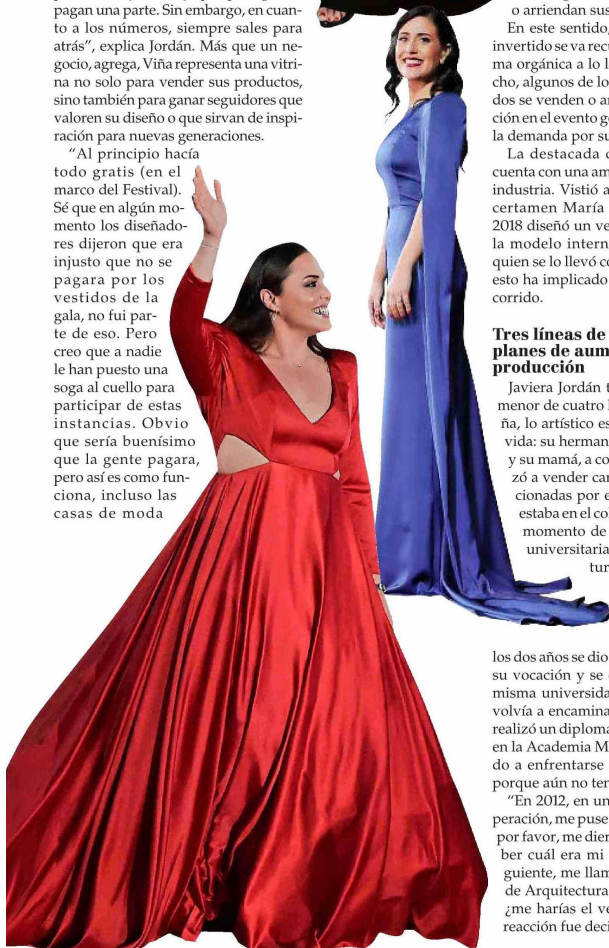 pagan una parte. Sin embargo, en cuan-
to a los números, siempre sales para
atrás”, explica Jordán. Más que un ne-
gocio, agrega, Viña representa una vitri-
na no solo para vender sus productos,
sino también para ganar seguidores que
valoren su diseño o que sirvan de inspi-
ración para nuevas generaciones.
“Al principio hacía
todo gratis (en el
marco del Festival).
Sé que en algún mo-
mento los diseñado-
res dijeron que era
injusto que no se
pagara por los
vestidos de la
gala, no fui par-
te de eso. Pero
creo que a nadie
le han puesto una
soga al cuello para
participar de estas
instancias. Obvio
que sería buenísimo
que la gente pagara,
pero así es como fun-
ciona, incluso las
casas de moda
o arriendan sus
En este sentido,
invertido se va recu
ma orgánica a lo l
cho, algunos de lo
dos se venden o a
ción en el evento g
la demanda por su
La destacada
cuenta con una am
industria. Vistió a
certamen María
2018 diseñó un ve
la modelo intern
quien se lo llevó co
esto ha implicado
corrido.
Tres líneas de
planes de aum
producción
Javiera Jordán t
menor de cuatro
ña, lo artístico es
vida: su herman
y su mamá, a co
zó a vender car
cionadas por e
estaba en el co
momento de
universitaria
tur
los dos años se dio
su vocación y se
misma universida
volvía a encamina
realizó un diploma
en la Academia M
do a enfrentarse
porque aún no ten
“En 2012, en un
peración, me puse
por favor, me dier
ber cuál era mi
guiente, me llam
de Arquitectura
¿me harías el ve
reacción fue deci